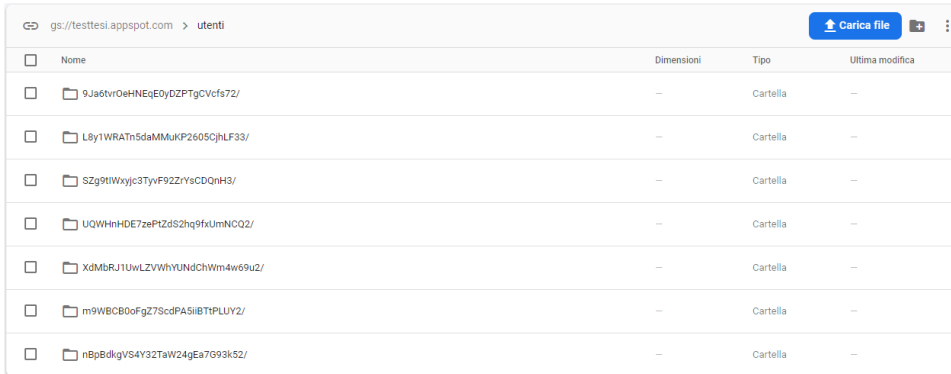 gs://testtesi.appspot.com > utenti Carica file
Nome Dimensioni Tipo Ultima modifica
9Ja6tvrOeHNEqE0yDZPTgCVcfs72/ — Cartella —
L8y1WRATn5daMMuKP2605CjhLF33/ — Cartella —
SZg9tIWxyjc3TyvF92ZrYsCDQnH3/ — Cartella —
UQWHnHDE7zePtZdS2hq9fxUmNCQ2/ — Cartella —
XdMbRJ1UwLZVWhYUNdChWm4w69u2/ — Cartella —
m9WBCB0oFgZ7ScdPA5iiBTtPLUY2/ — Cartella —
nBpBdkgVS4Y32TaW24gEa7G93k52/ — Cartella —